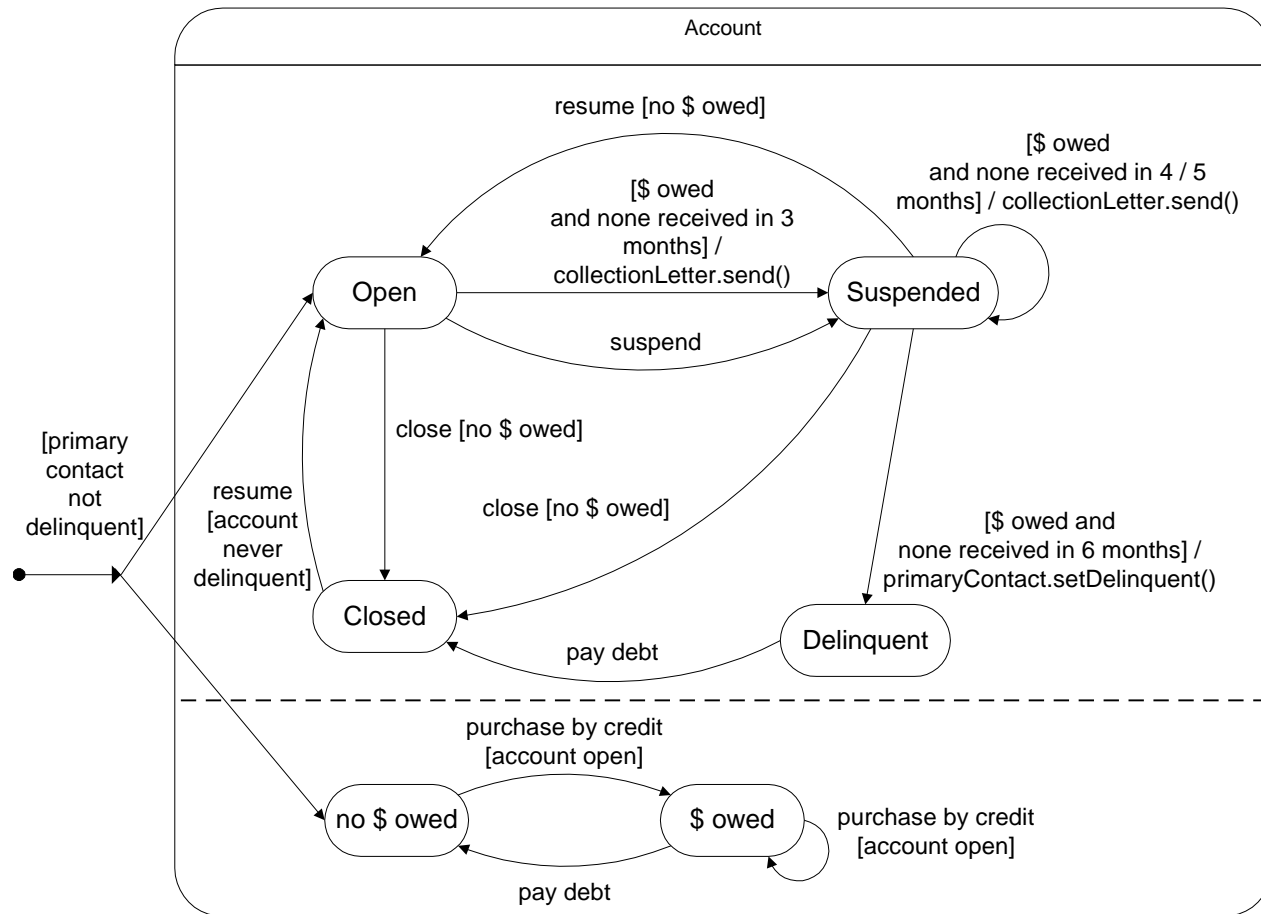 Account
resume [no $ owed]
[$ owed
and none received in 4 / 5
months] / collectionLetter.send()
[$ owed
and none received in 3
months] /
collectionLetter.send()
Open
Suspended
suspend
close [no $ owed]
[primary
contact
not
delinquent]
resume
[account
never
delinquent]
close [no $ owed]
[$ owed and
none received in 6 months] /
primaryContact.setDelinquent()
Closed
Delinquent
pay debt
purchase by credit
[account open]
no $ owed
$ owed
purchase by credit
[account open]
pay debt